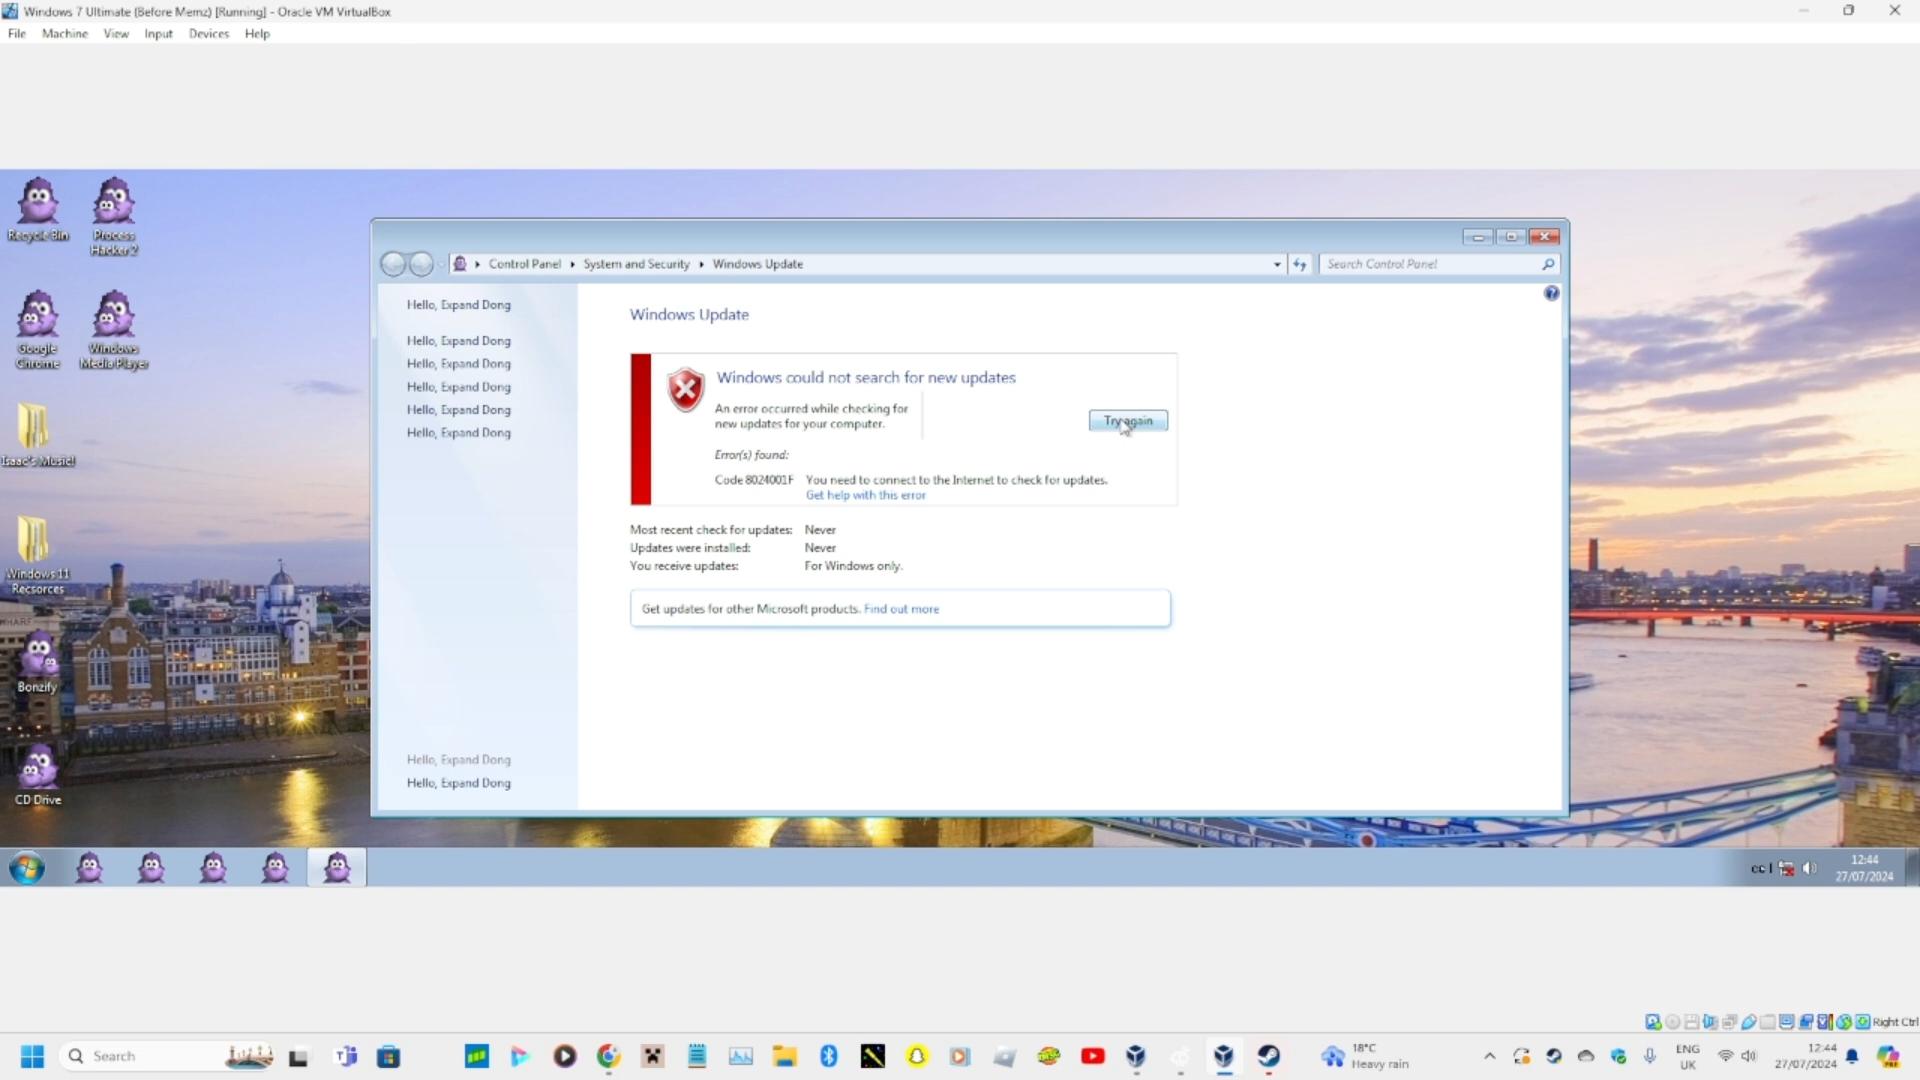 Windows 7 Ultimate (Before Memz) [Running] - Oracle VM VirtualBox
File Machine View Input Devices Help
Recycle Bin
Process Hacker 2
Google Chrome
Windows Media Player
Isaac's Music!
Windows 11 Recsorces
Bonzify
CD Drive
Control Panel
System and Security
Windows Update
Search Control Panel
Hello, Expand Dong
Hello, Expand Dong
Hello, Expand Dong
Hello, Expand Dong
Hello, Expand Dong
Hello, Expand Dong
Hello, Expand Dong
Hello, Expand Dong
Windows Update
Windows could not search for new updates
An error occurred while checking for
new updates for your computer.
Try again
Error(s) found:
Code 8024001F You need to connect to the Internet to check for updates.
Get help with this error
Most recent check for updates: Never
Updates were installed: Never
You receive updates: For Windows only.
Get updates for other Microsoft products. Find out more
12:44
27/07/2024
Right Ctrl
Search
18°C
Heavy rain
ENG
UK
12:44
27/07/2024